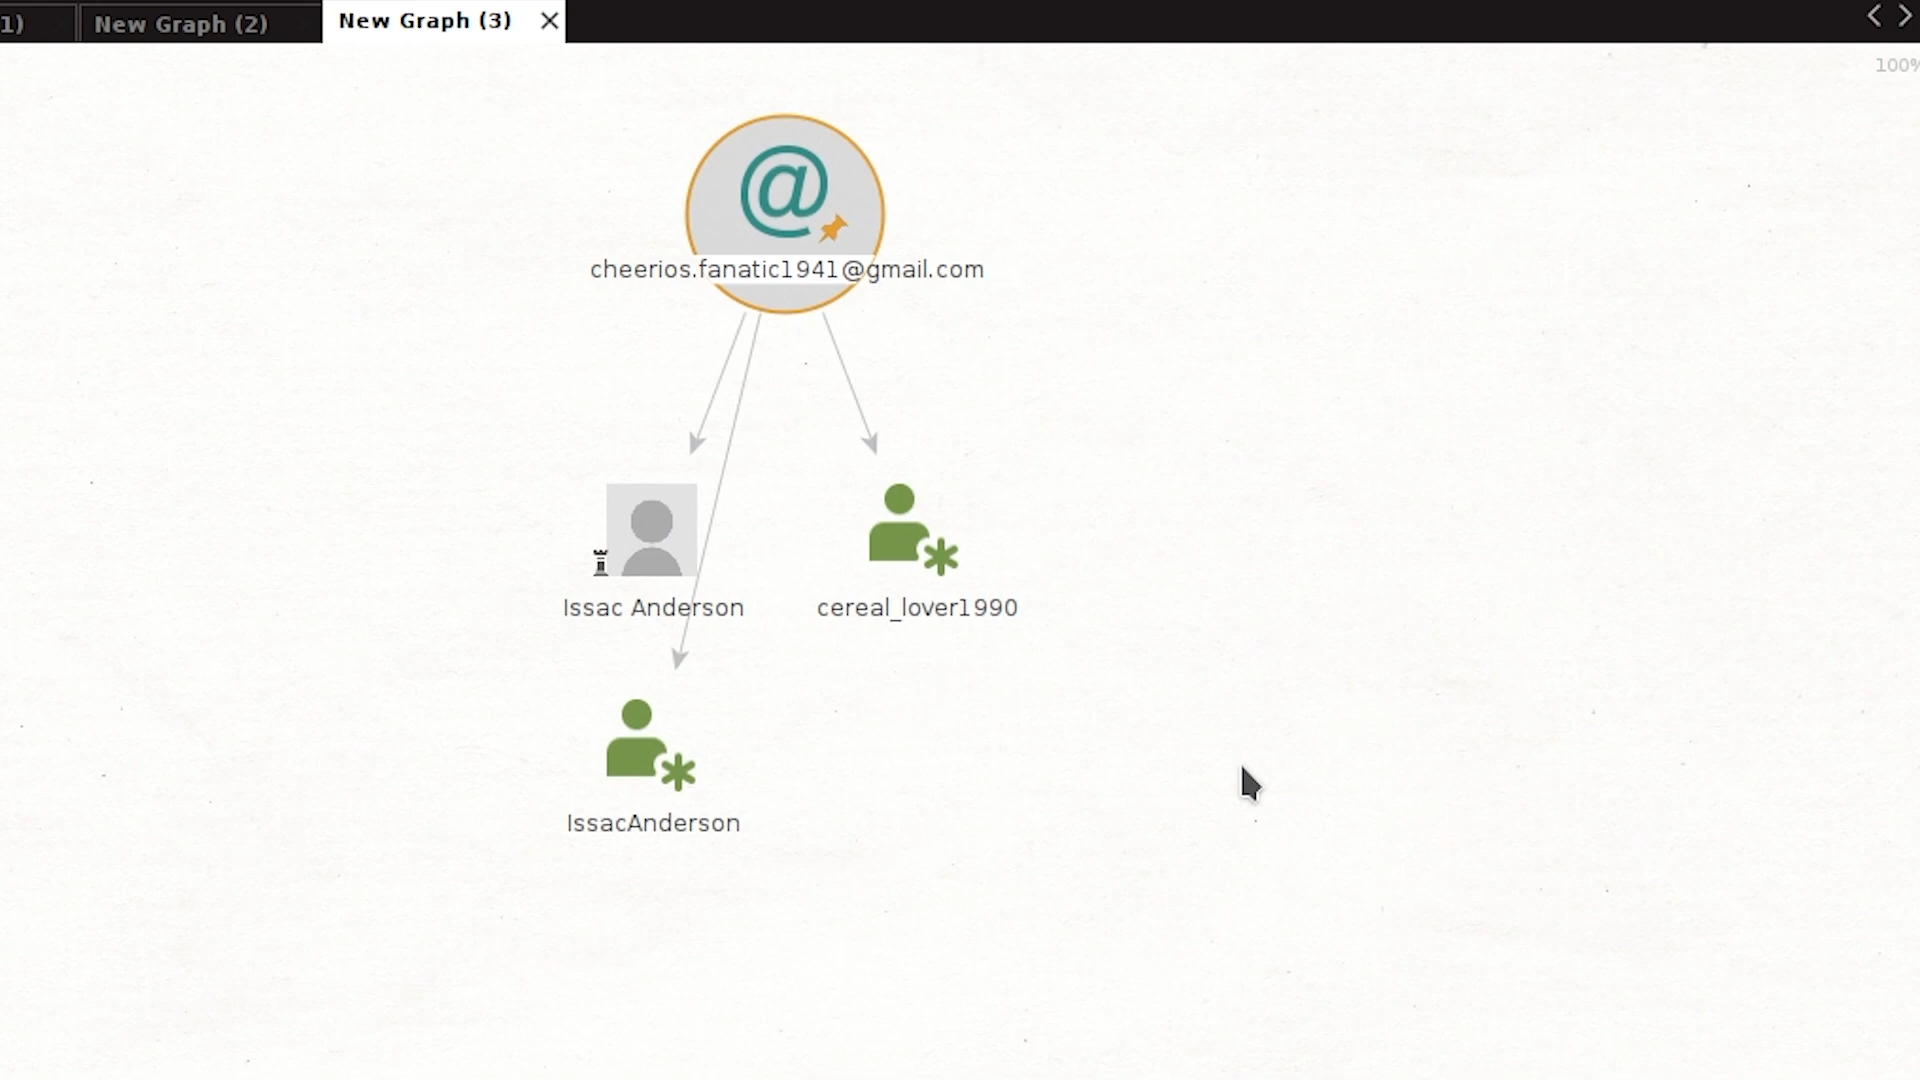 1)
New Graph (2)
New Graph (3)
100%
cheerios.fanatic1941@gmail.com
Issac Anderson
cereal_lover1990
IssacAnderson